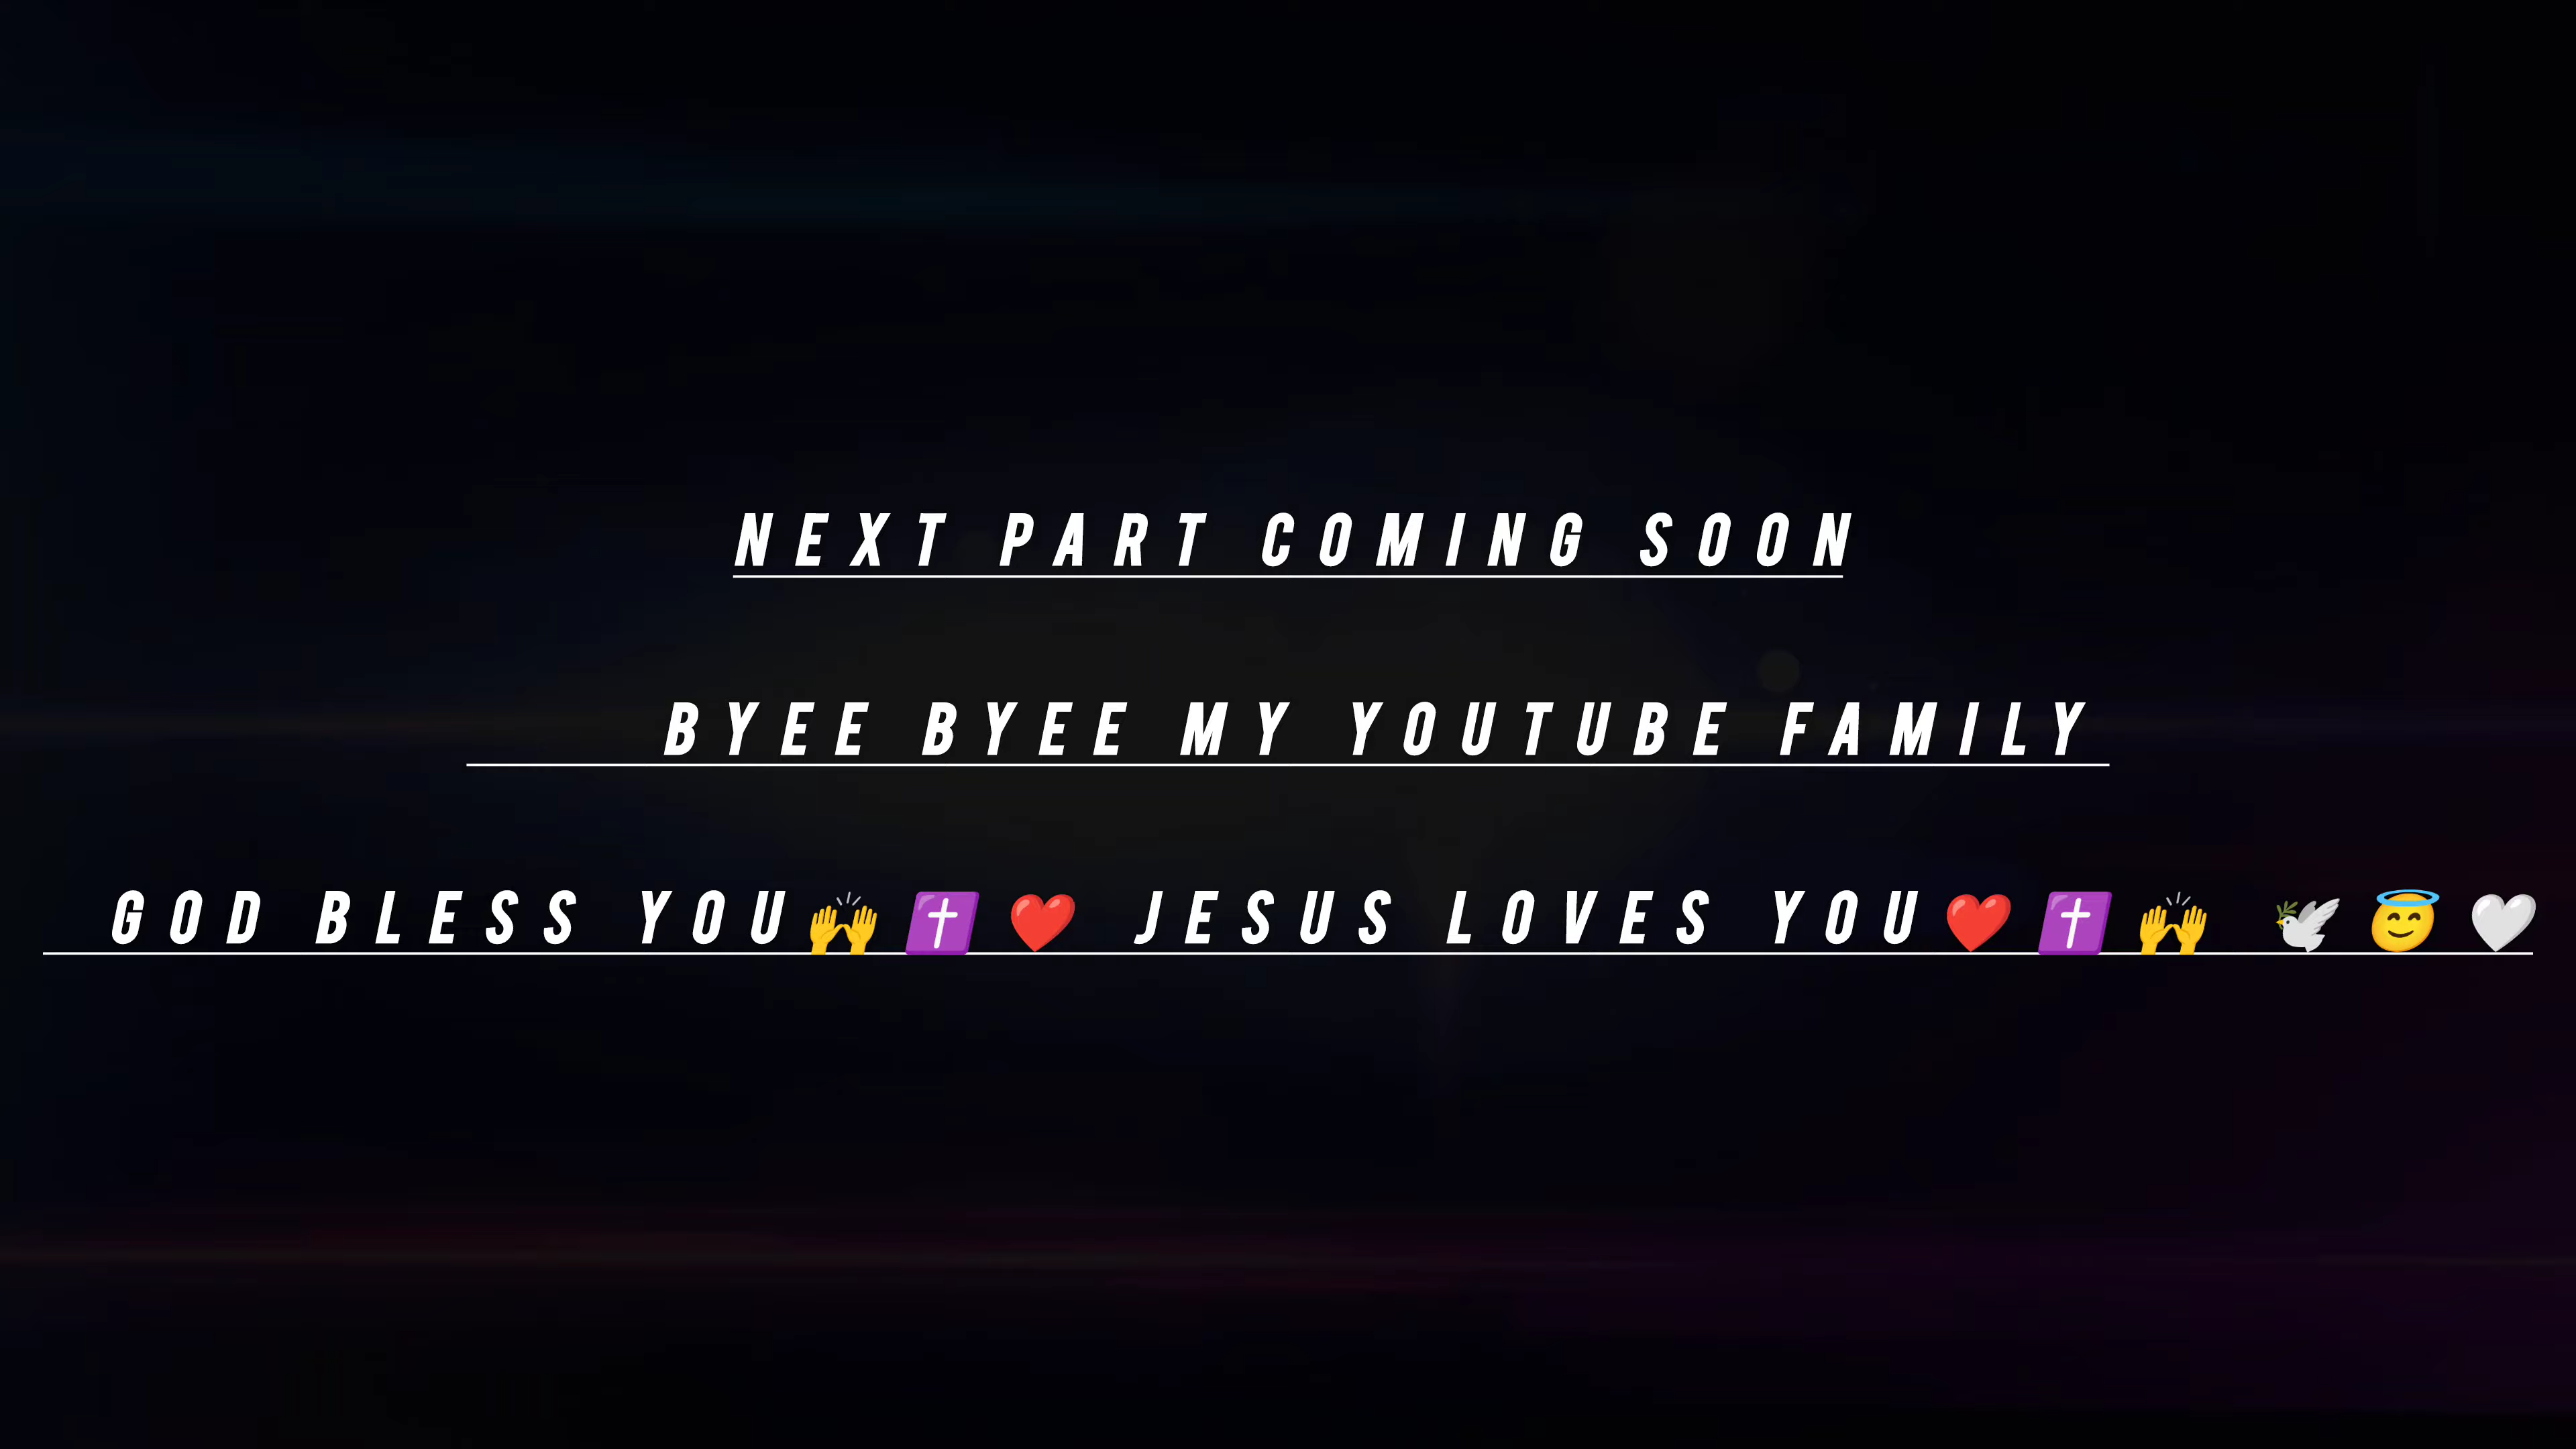 NEXT PART COMING SOON
BYEE BYEE MY YOUTUBE FAMILY
GOD BLESS YOU🙌✝️❤️ JESUS LOVES YOU❤️✝️🙌 🕊️😇🤍